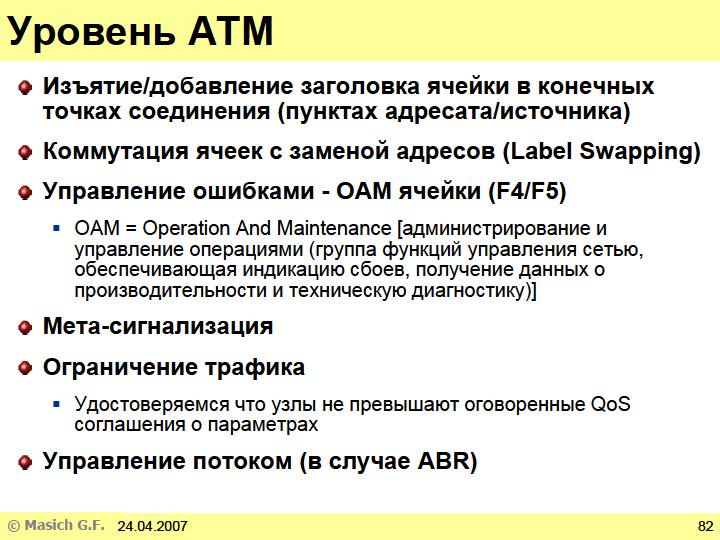 Уровень АТМ
Изъятие/добавление заголовка ячейки в конечных
точках соединения (пунктах адресата/источника)
Коммутация ячеек с заменой адресов (Label Swapping)
Управление ошибками - OAM ячейки (F4/F5)
OAM = Operation And Maintenance [администрирование и
управление операциями (группа функций управления сетью,
обеспечивающая индикацию сбоев, получение данных о
производительности и техническую диагностику)]
Мета-сигнализация
Ограничение трафика
Удостоверяемся что узлы не превышают оговоренные QoS
соглашения о параметрах
Управление потоком (в случае ABR)
© Masich G.F. 24.04.2007 82